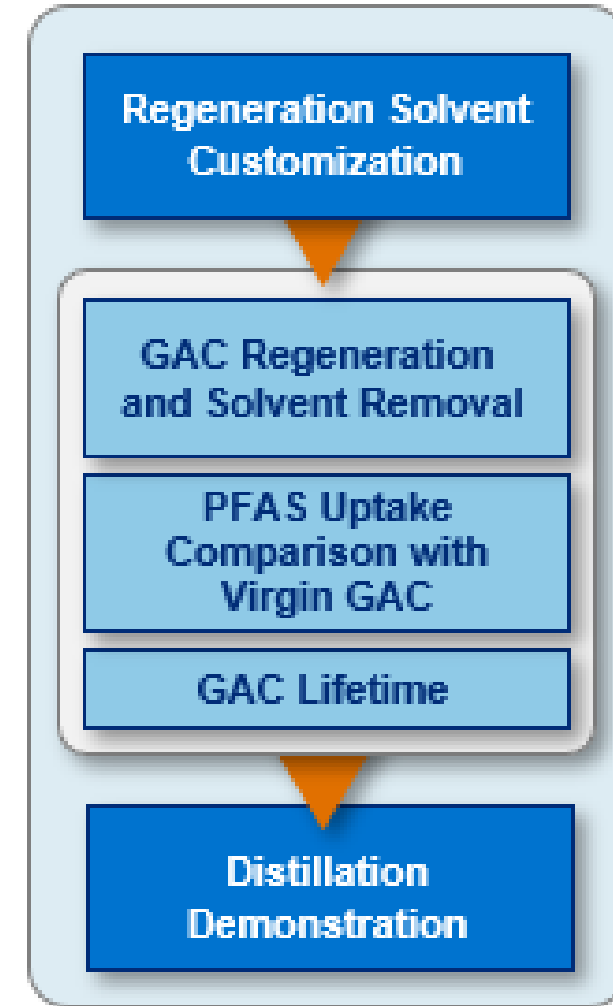 Regeneration Solvent
Customization
GAC Regeneration
and Solvent Removal
PFAS Uptake
Comparison with
Virgin GAC
GAC Lifetime
Distillation
Demonstration